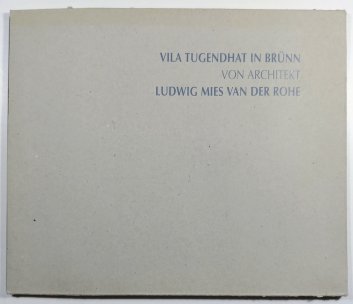 VILA TUGENDHAT IN BRÜNN
VON ARCHITEKT
LUDWIG MIES VAN DER ROHE